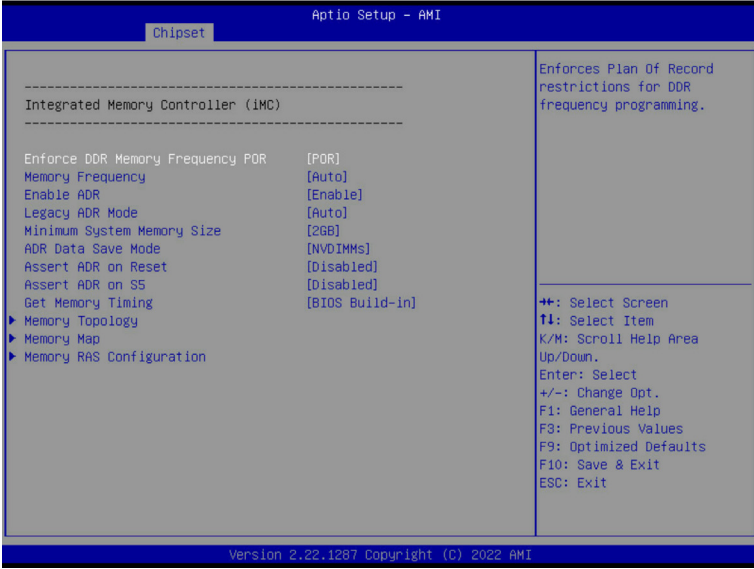 Aptio Setup – AMI
Chipset
Integrated Memory Controller (iMC)
Enforce DDR Memory Frequency POR [POR]
Memory Frequency [Auto]
Enable ADR [Enable]
Legacy ADR Mode [Auto]
Minimum System Memory Size [2GB]
ADR Data Save Mode [NVDIMMs]
Assert ADR on Reset [Disabled]
Assert ADR on S5 [Disabled]
Get Memory Timing [BIOS Build-in]
Memory Topology
Memory Map
Memory RAS Configuration
Enforces Plan Of Record
restrictions for DDR
frequency programming.
→←: Select Screen
↑↓: Select Item
K/M: Scroll Help Area
Up/Down.
Enter: Select
+/-: Change Opt.
F1: General Help
F3: Previous Values
F9: Optimized Defaults
F10: Save & Exit
ESC: Exit
Version 2.22.1287 Copyright (C) 2022 AMI